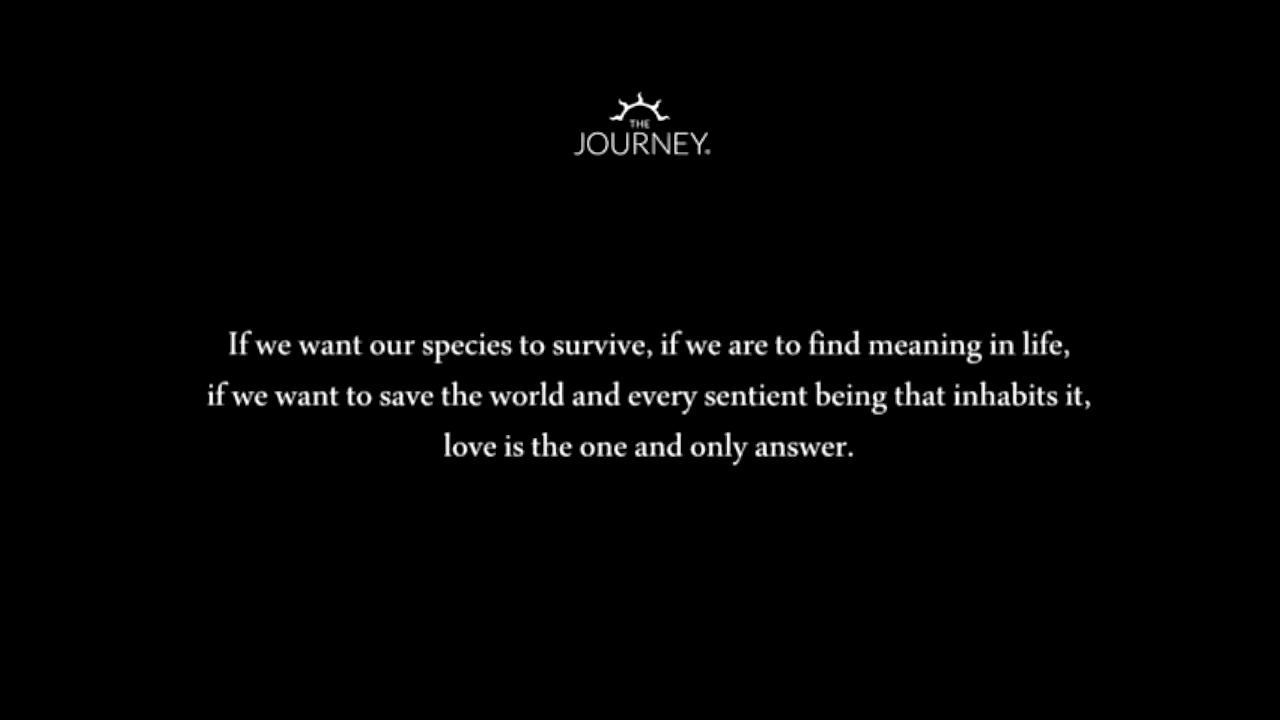 THE
JOURNEY®
If we want our species to survive, if we are to find meaning in life,
if we want to save the world and every sentient being that inhabits it,
love is the one and only answer.